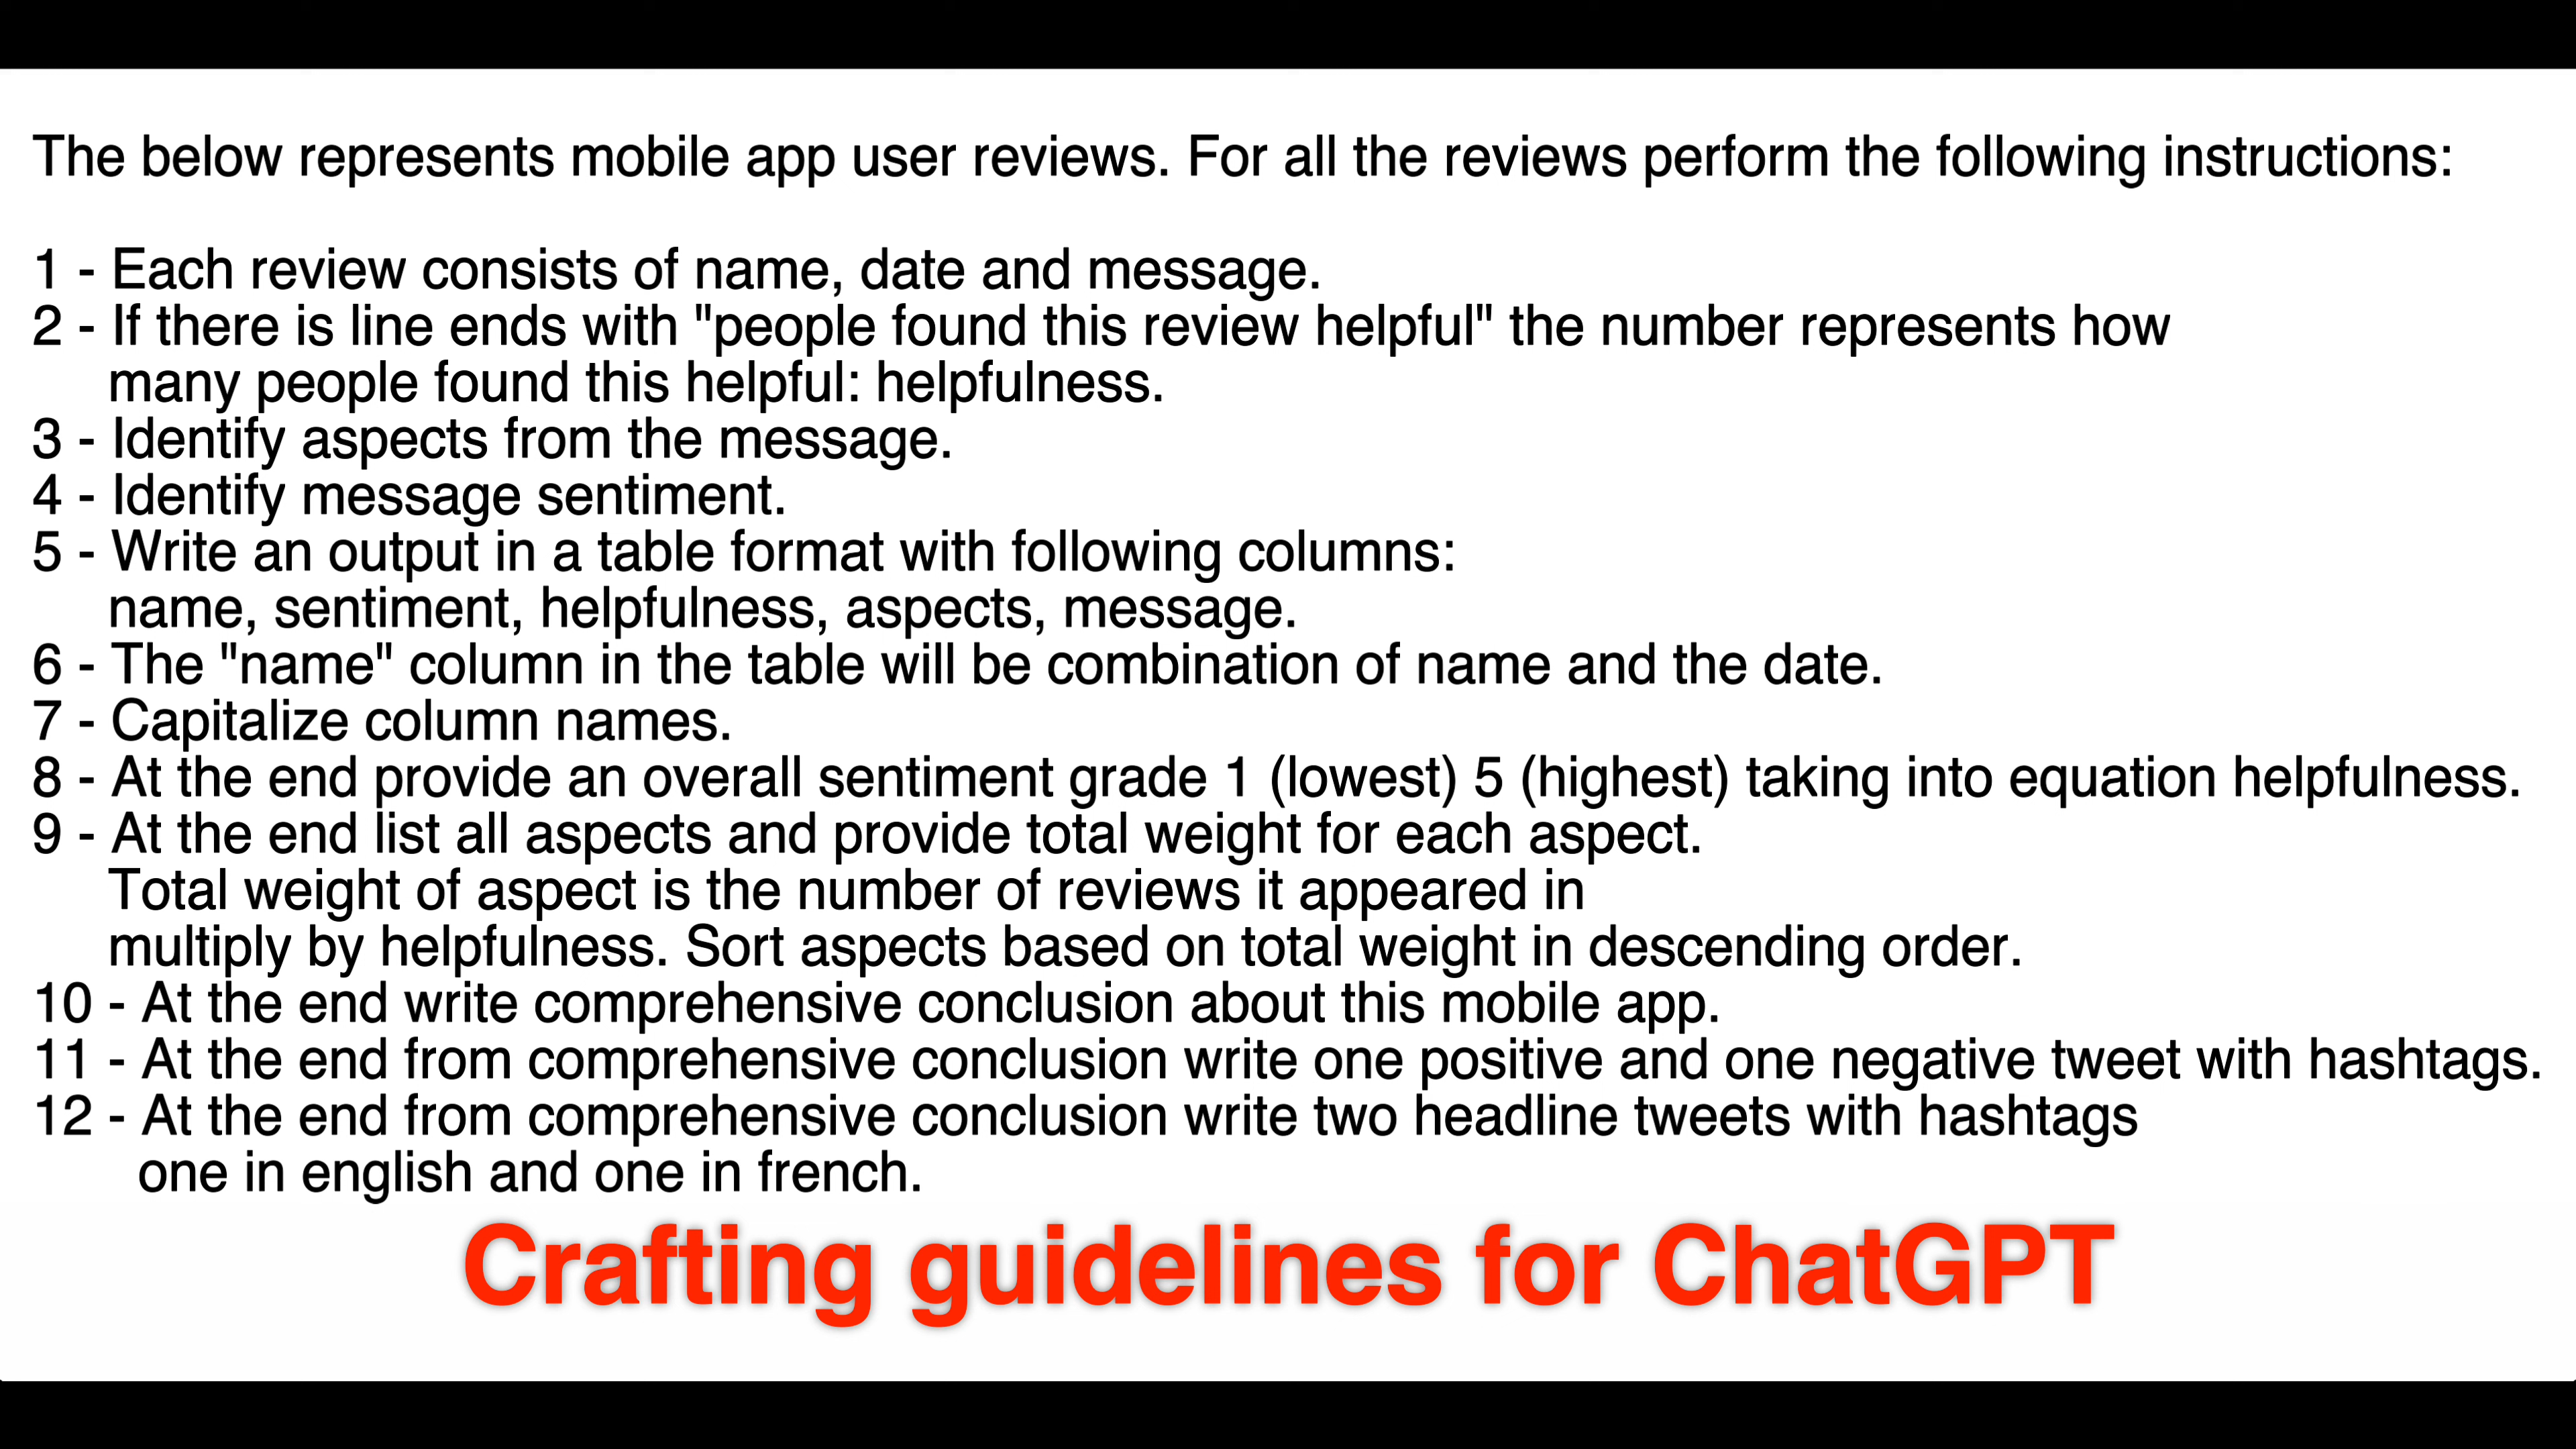 The below represents mobile app user reviews. For all the reviews perform the following instructions:
1 - Each review consists of name, date and message.
2 - If there is line ends with "people found this review helpful" the number represents how
many people found this helpful: helpfulness.
3 - Identify aspects from the message.
4 - Identify message sentiment.
5 - Write an output in a table format with following columns:
name, sentiment, helpfulness, aspects, message.
6 - The "name" column in the table will be combination of name and the date.
7 - Capitalize column names.
8 - At the end provide an overall sentiment grade 1 (lowest) 5 (highest) taking into equation helpfulness.
9 - At the end list all aspects and provide total weight for each aspect.
Total weight of aspect is the number of reviews it appeared in
multiply by helpfulness. Sort aspects based on total weight in descending order.
10 - At the end write comprehensive conclusion about this mobile app.
11 - At the end from comprehensive conclusion write one positive and one negative tweet with hashtags.
12 - At the end from comprehensive conclusion write two headline tweets with hashtags
one in english and one in french.
Crafting guidelines for ChatGPT